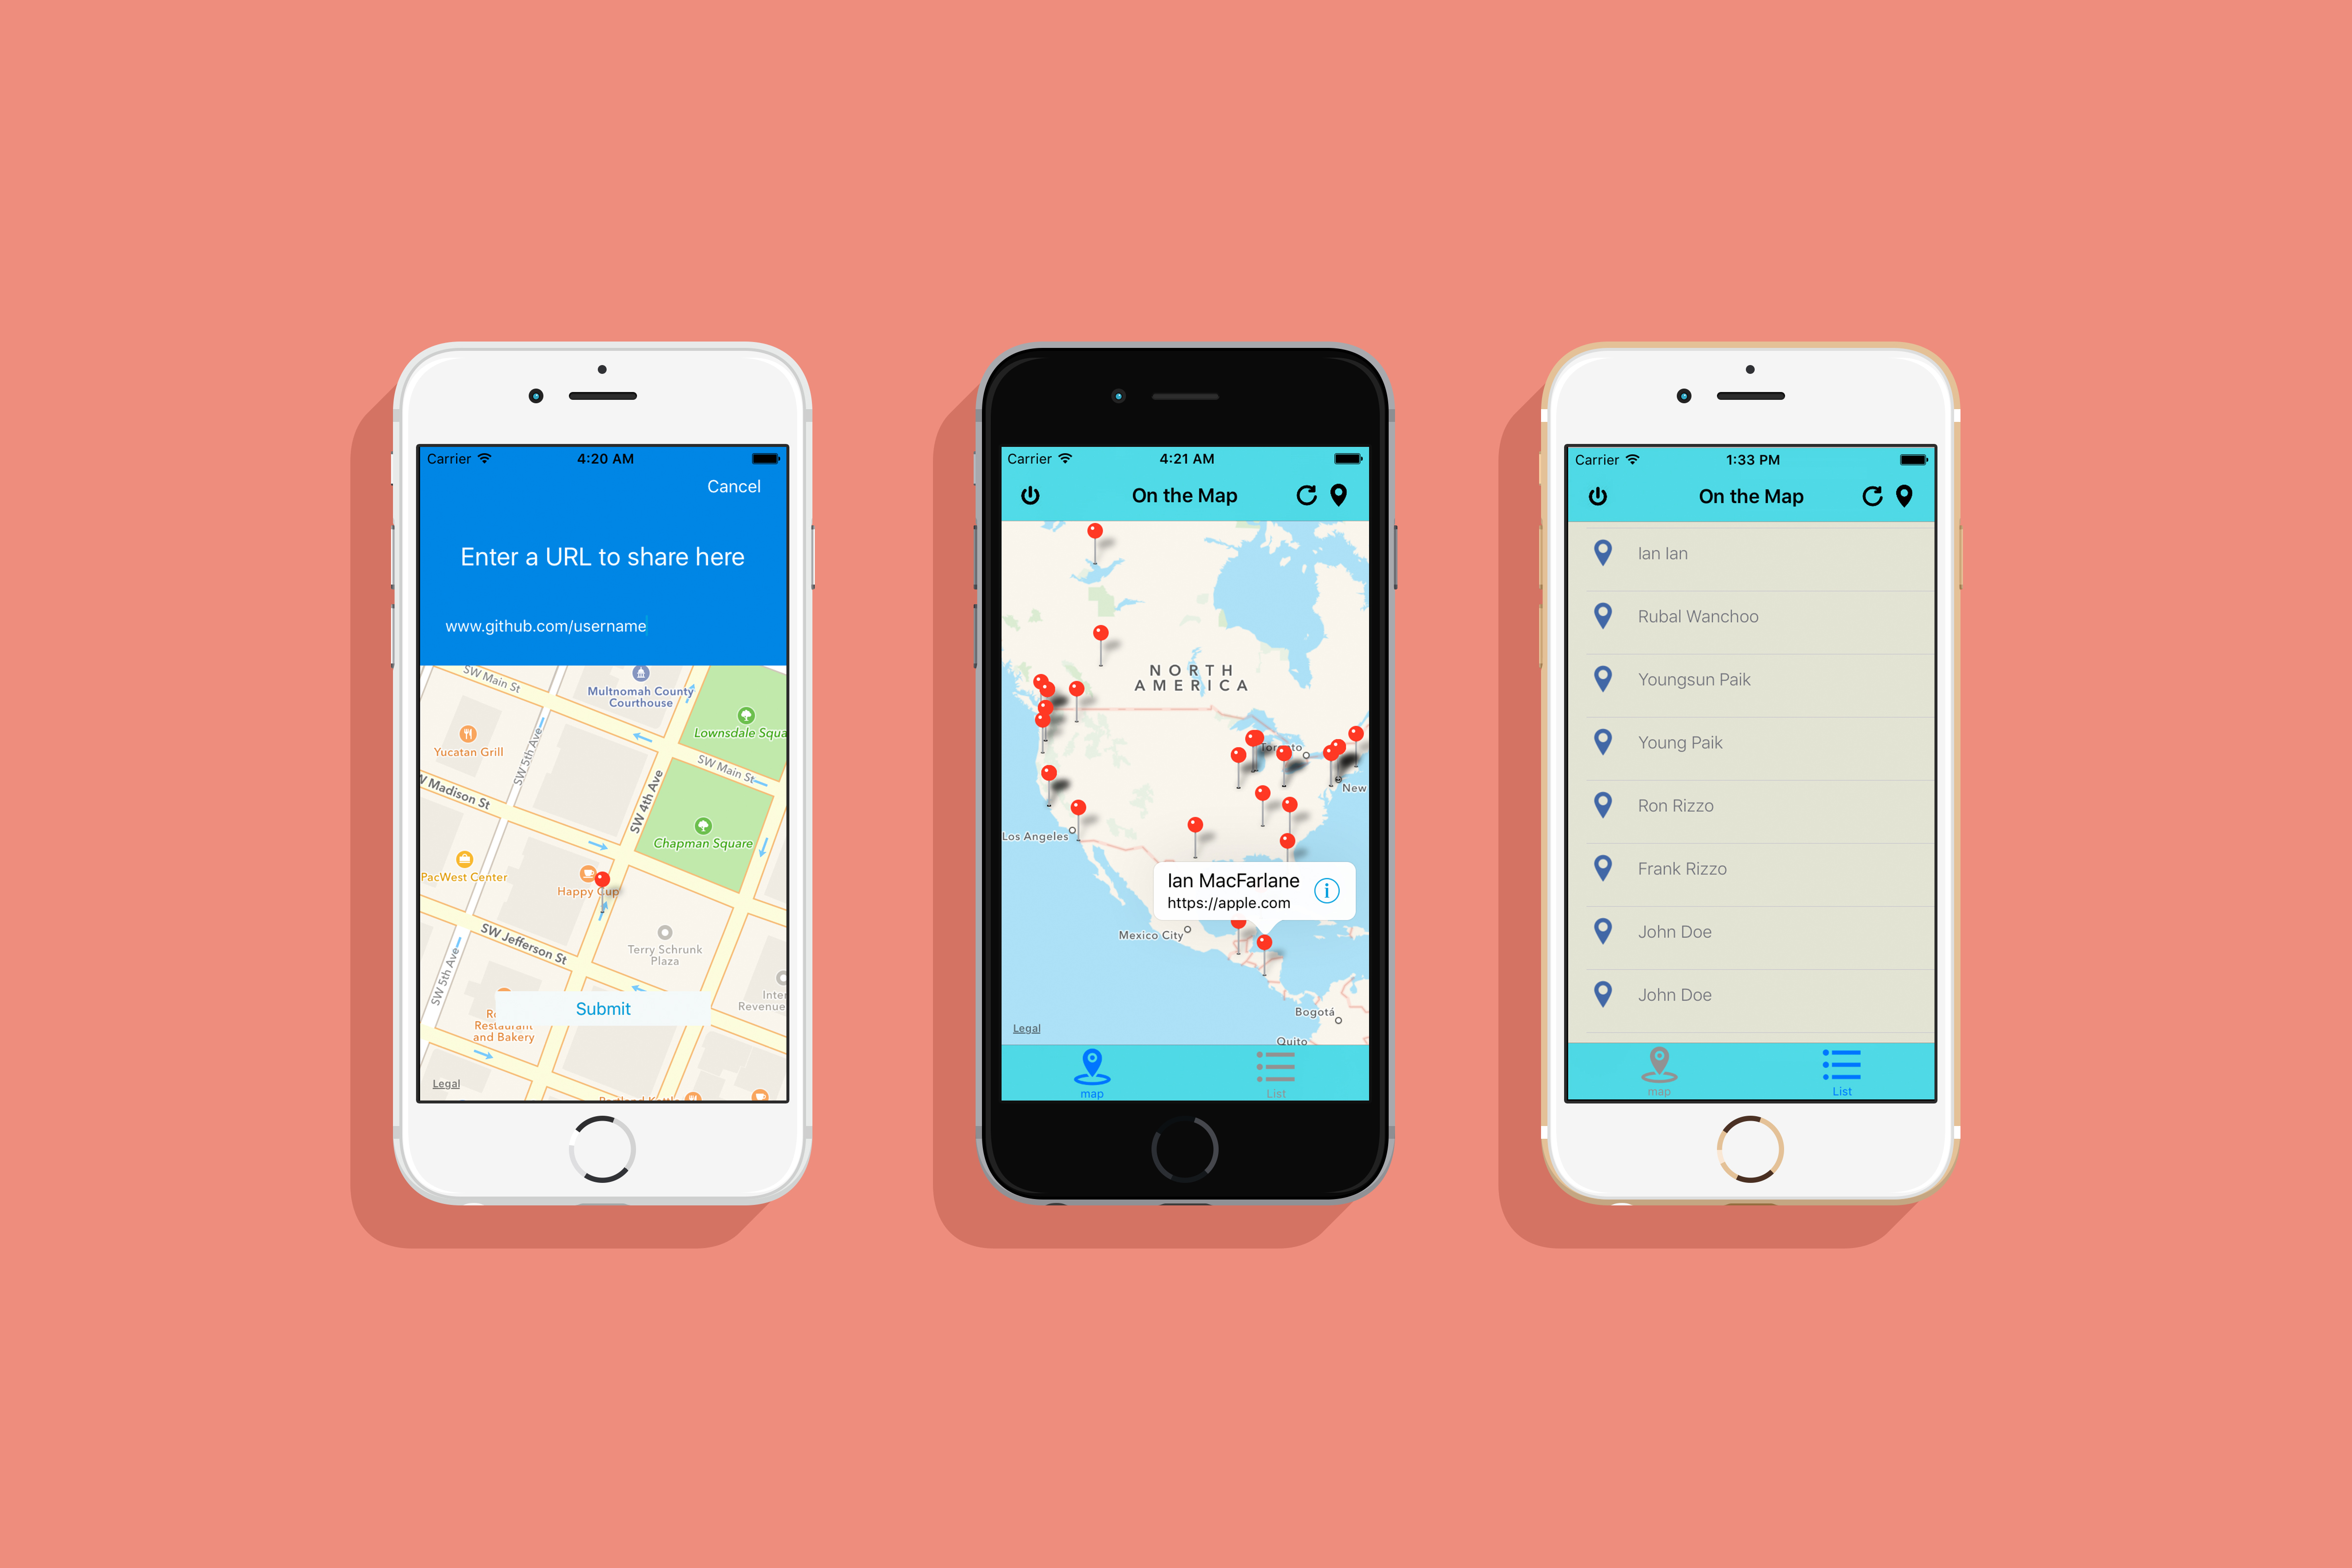 Carrier 4:20 AM
Cancel
Enter a URL to share here
www.github.com/username
SW Main St
Multnomah County
Courthouse
Lownsdale Squa
Yucatan Grill
SW 5th Ave
SW Main St
W Madison St
SW 4th Ave
Chapman Square
PacWest Center
Happy Cup
SW Jefferson St
Terry Schrunk
Plaza
SW 5th Ave
Inter
Revenue
Submit
Restaurant
and Bakery
Legal
Carrier 4:21 AM
On the Map
NORTH
AMERICA
Toronto
New
Los Angeles
Ian MacFarlane
https://apple.com
i
Mexico City
Bogotá
Legal
Quito
map
List
Carrier 1:33 PM
On the Map
Ian Ian
Rubal Wanchoo
Youngsun Paik
Young Paik
Ron Rizzo
Frank Rizzo
John Doe
John Doe
map
List